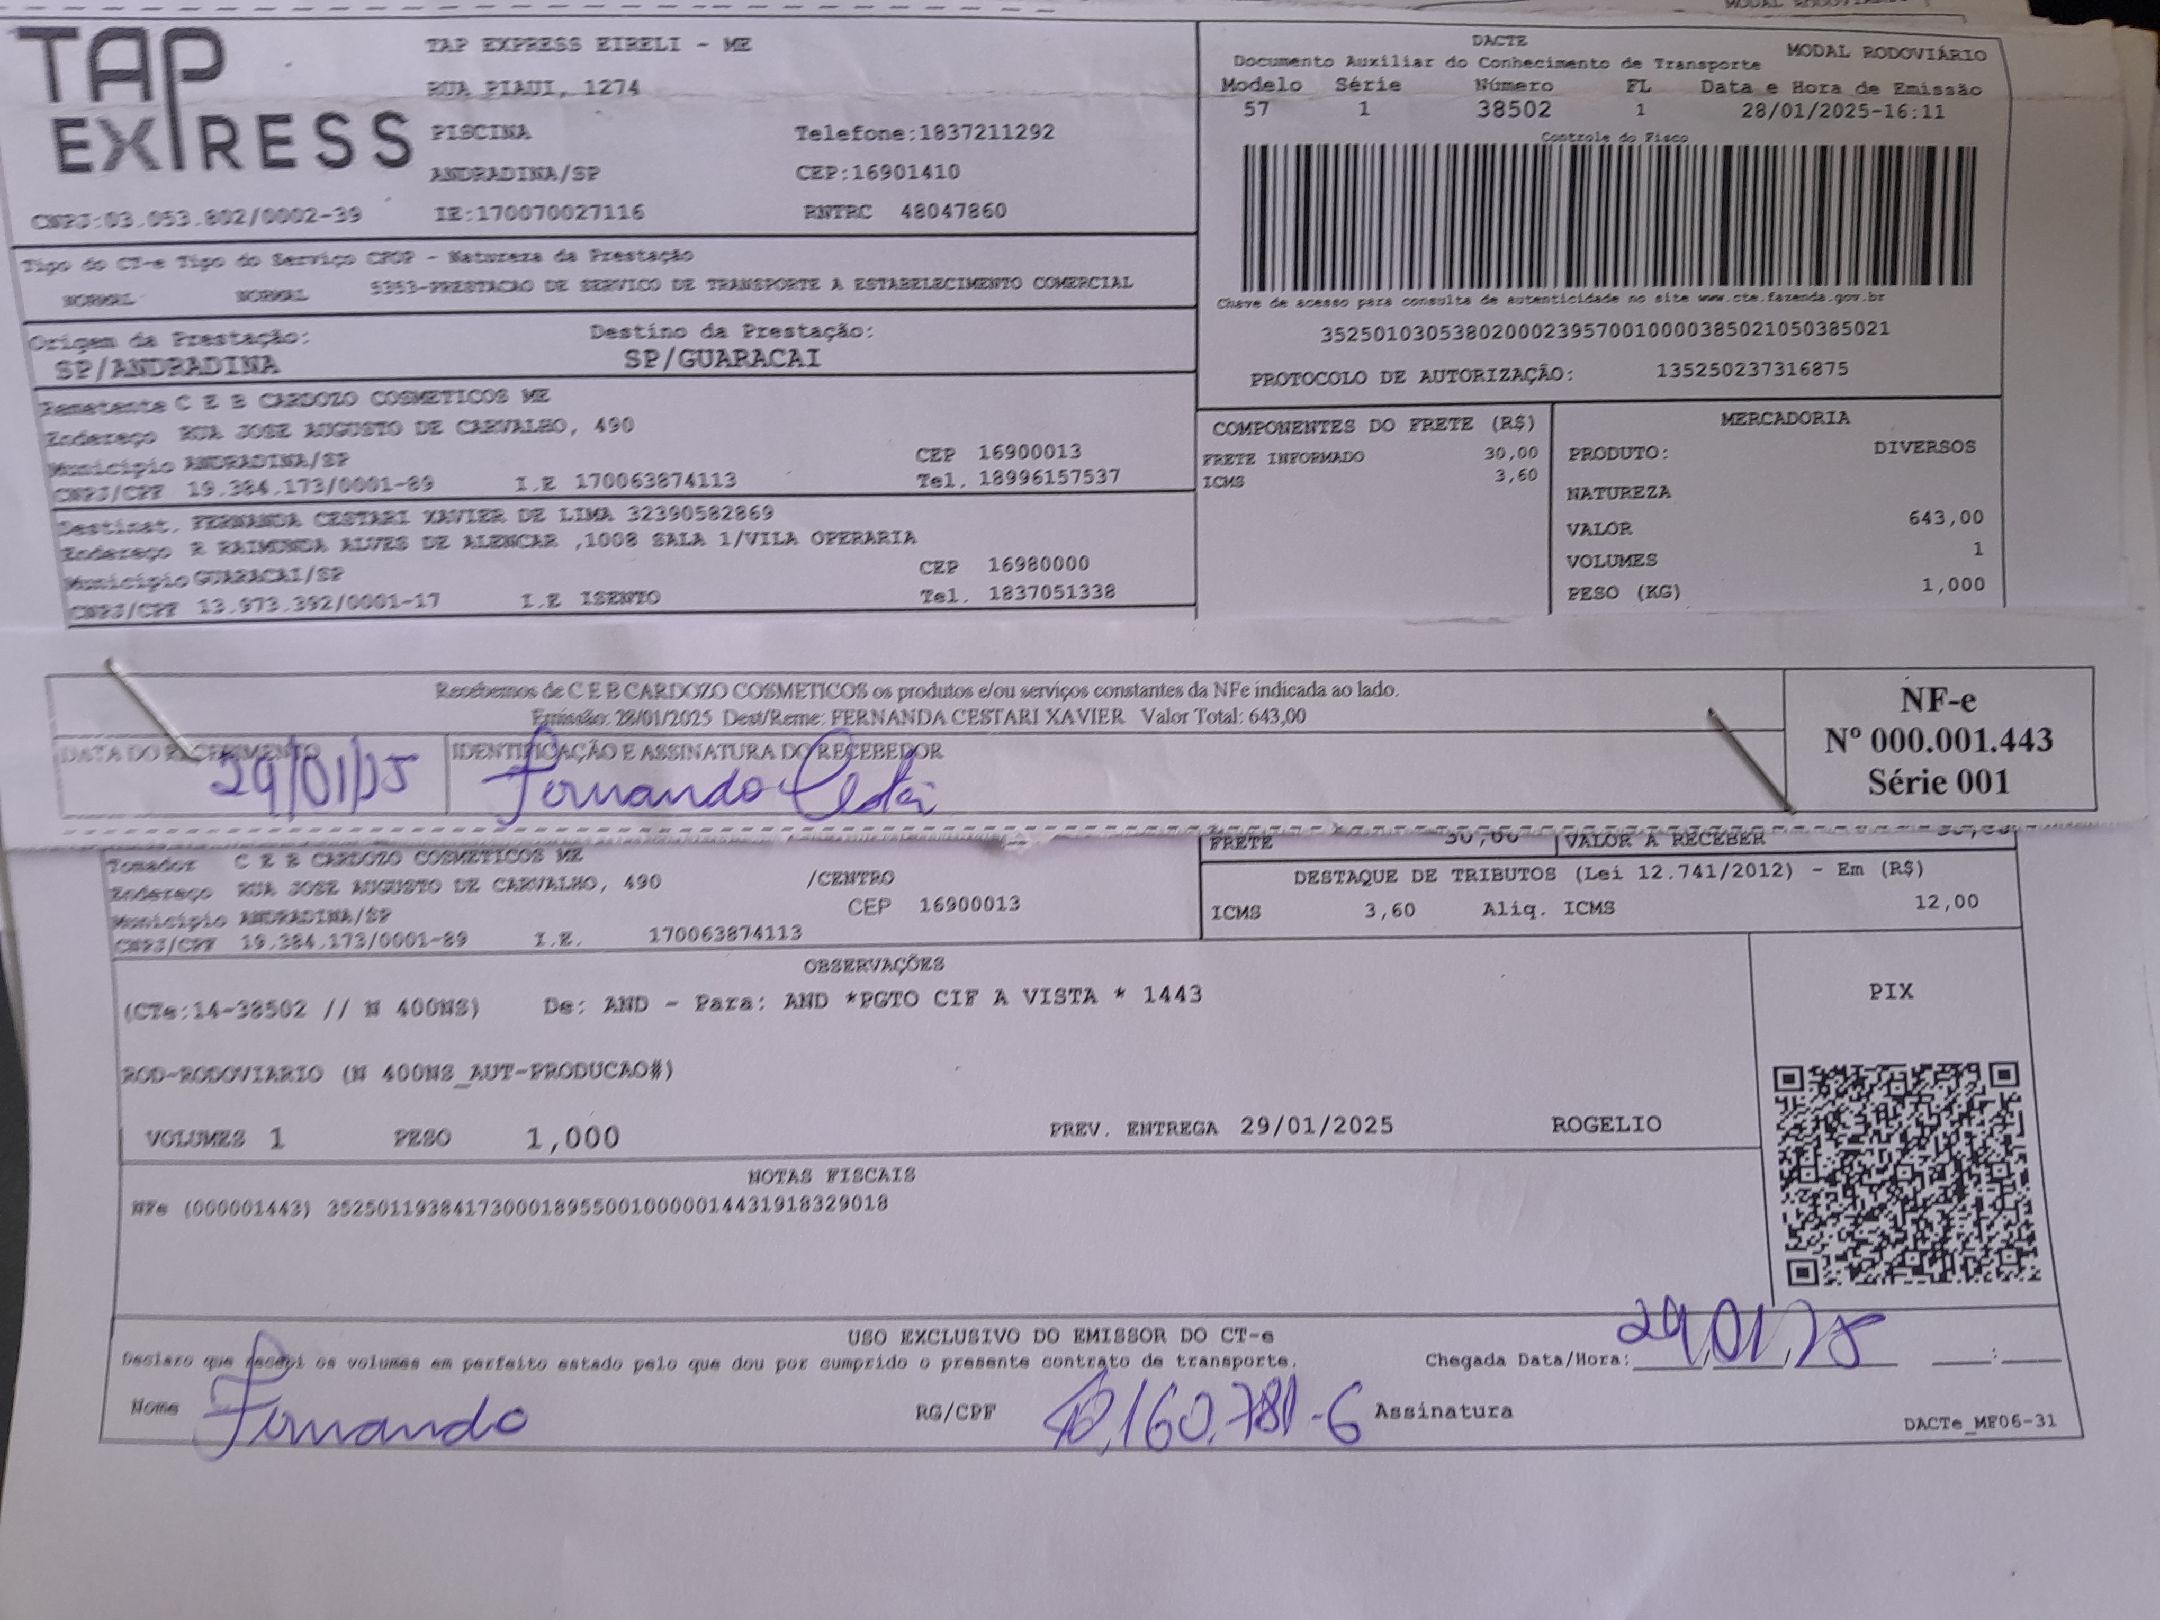 TAP EXPRESS
TAP EXPRESS EIRELI - ME
RUA PIAUI, 1274
PISCINA Telefone:1837211292
ANDRADINA/SP CEP:16901410
CNPJ:03.053.802/0002-39 IE:170070027116 RNTRC 48047860
MODAL RODOVIÁRIO
DACTE
Documento Auxiliar do Conhecimento de Transporte
Modelo Série Número FL Data e Hora de Emissão
57 1 38502 1 28/01/2025-16:11
Controle do Fisco
Chave de acesso para consulta de autenticidade no site www.cte.fazenda.gov.br
35250103053802000239570010000385021050385021
PROTOCOLO DE AUTORIZAÇÃO: 135250237316875
Tipo do CT-e Tipo do Serviço CFOP - Natureza da Prestação
NORMAL NORMAL 5353-PRESTACAO DE SERVICO DE TRANSPORTE A ESTABELECIMENTO COMERCIAL
Origem da Prestação: Destino da Prestação:
SP/ANDRADINA SP/GUARACAI
Remetente C E B CARDOZO COSMETICOS ME
Endereço RUA JOSE AUGUSTO DE CARVALHO, 490
Município ANDRADINA/SP CEP 16900013
CNPJ/CPF 19.384.173/0001-89 I.E 170063874113 Tel. 18996157537
Destinat. FERNANDA CESTARI XAVIER DE LIMA 32390582869
Endereço R RAIMUNDA ALVES DE ALENCAR ,1008 SALA 1/VILA OPERARIA
Município GUARACAI/SP CEP 16980000
CNPJ/CPF 13.973.392/0001-17 I.E ISENTO Tel. 1837051338
COMPONENTES DO FRETE (R$)
FRETE INFORMADO 30,00
ICMS 3,60
MERCADORIA
PRODUTO: DIVERSOS
NATUREZA
VALOR 643,00
VOLUMES 1
PESO (KG) 1,000
Recebemos de C E B CARDOZO COSMETICOS os produtos e/ou serviços constantes da NFe indicada ao lado.
Emissão: 28/01/2025 Dest/Reme: FERNANDA CESTARI XAVIER Valor Total: 643,00
DATA DO RECEBIMENTO IDENTIFICAÇÃO E ASSINATURA DO RECEBEDOR
29/01/25
NF-e
Nº 000.001.443
Série 001
Tomador C E B CARDOZO COSMETICOS ME
Endereço RUA JOSE AUGUSTO DE CARVALHO, 490 /CENTRO
Município ANDRADINA/SP CEP 16900013
CNPJ/CPF 19.384.173/0001-89 I.E. 170063874113
FRETE 30,00 VALOR A RECEBER
DESTAQUE DE TRIBUTOS (Lei 12.741/2012) - Em (R$)
ICMS 3,60 Aliq. ICMS 12,00
OBSERVAÇÕES
(CTe:14-38502 // N 400NS) De: AND - Para: AND *PGTO CIF A VISTA * 1443
ROD-RODOVIARIO (N 400NS_AUT-PRODUCAO#)
VOLUMES 1 PESO 1,000 PREV. ENTREGA 29/01/2025 ROGELIO
PIX
NOTAS FISCAIS
NFe (000001443) 35250119384173000189550010000014431918329018
USO EXCLUSIVO DO EMISSOR DO CT-e
Declaro que recebi os volumes em perfeito estado pelo que dou por cumprido o presente contrato de transporte.
Chegada Data/Hora: 29/01/25
Nome Fernando RG/CPF Assinatura
DACTe_MF06-31